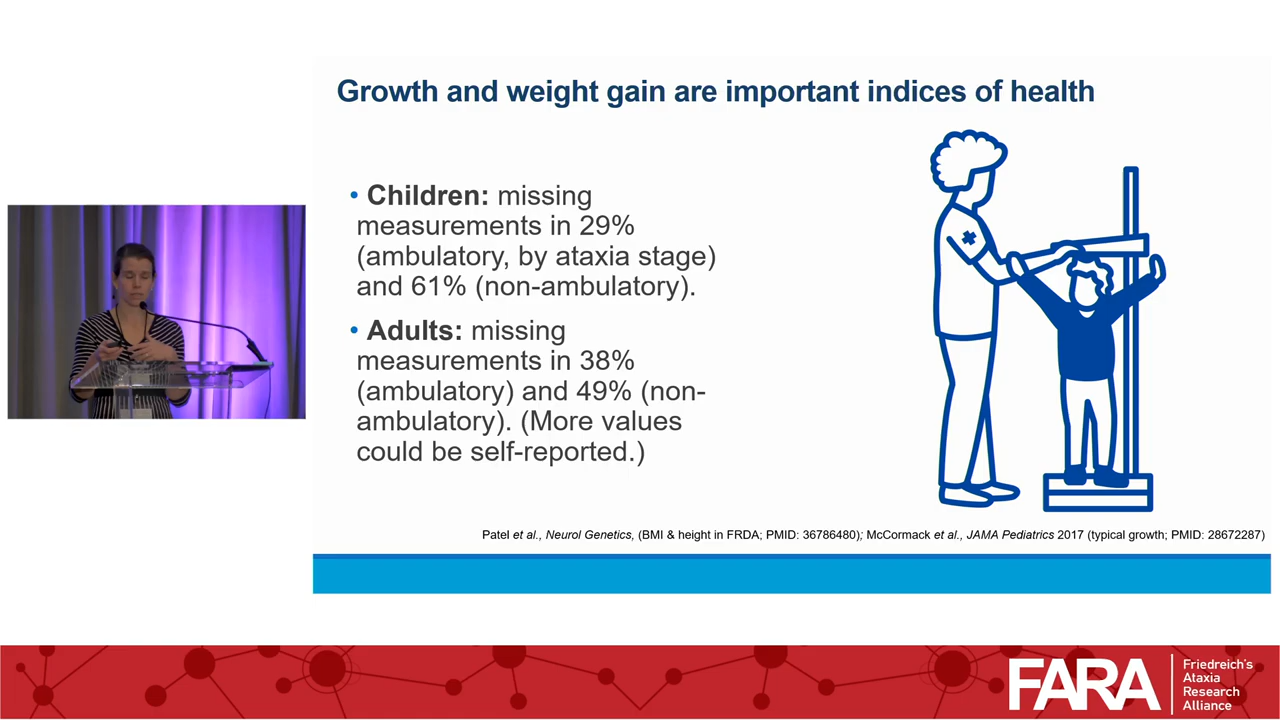 Growth and weight gain are important indices of health
• Children: missing
measurements in 29%
(ambulatory, by ataxia stage)
and 61% (non-ambulatory).
• Adults: missing
measurements in 38%
(ambulatory) and 49% (non-
ambulatory). (More values
could be self-reported.)
Patel et al., Neurol Genetics, (BMI & height in FRDA; PMID: 36786480); McCormack et al., JAMA Pediatrics 2017 (typical growth; PMID: 28672287)
FARA
Friedreich's
Ataxia
Research
Alliance